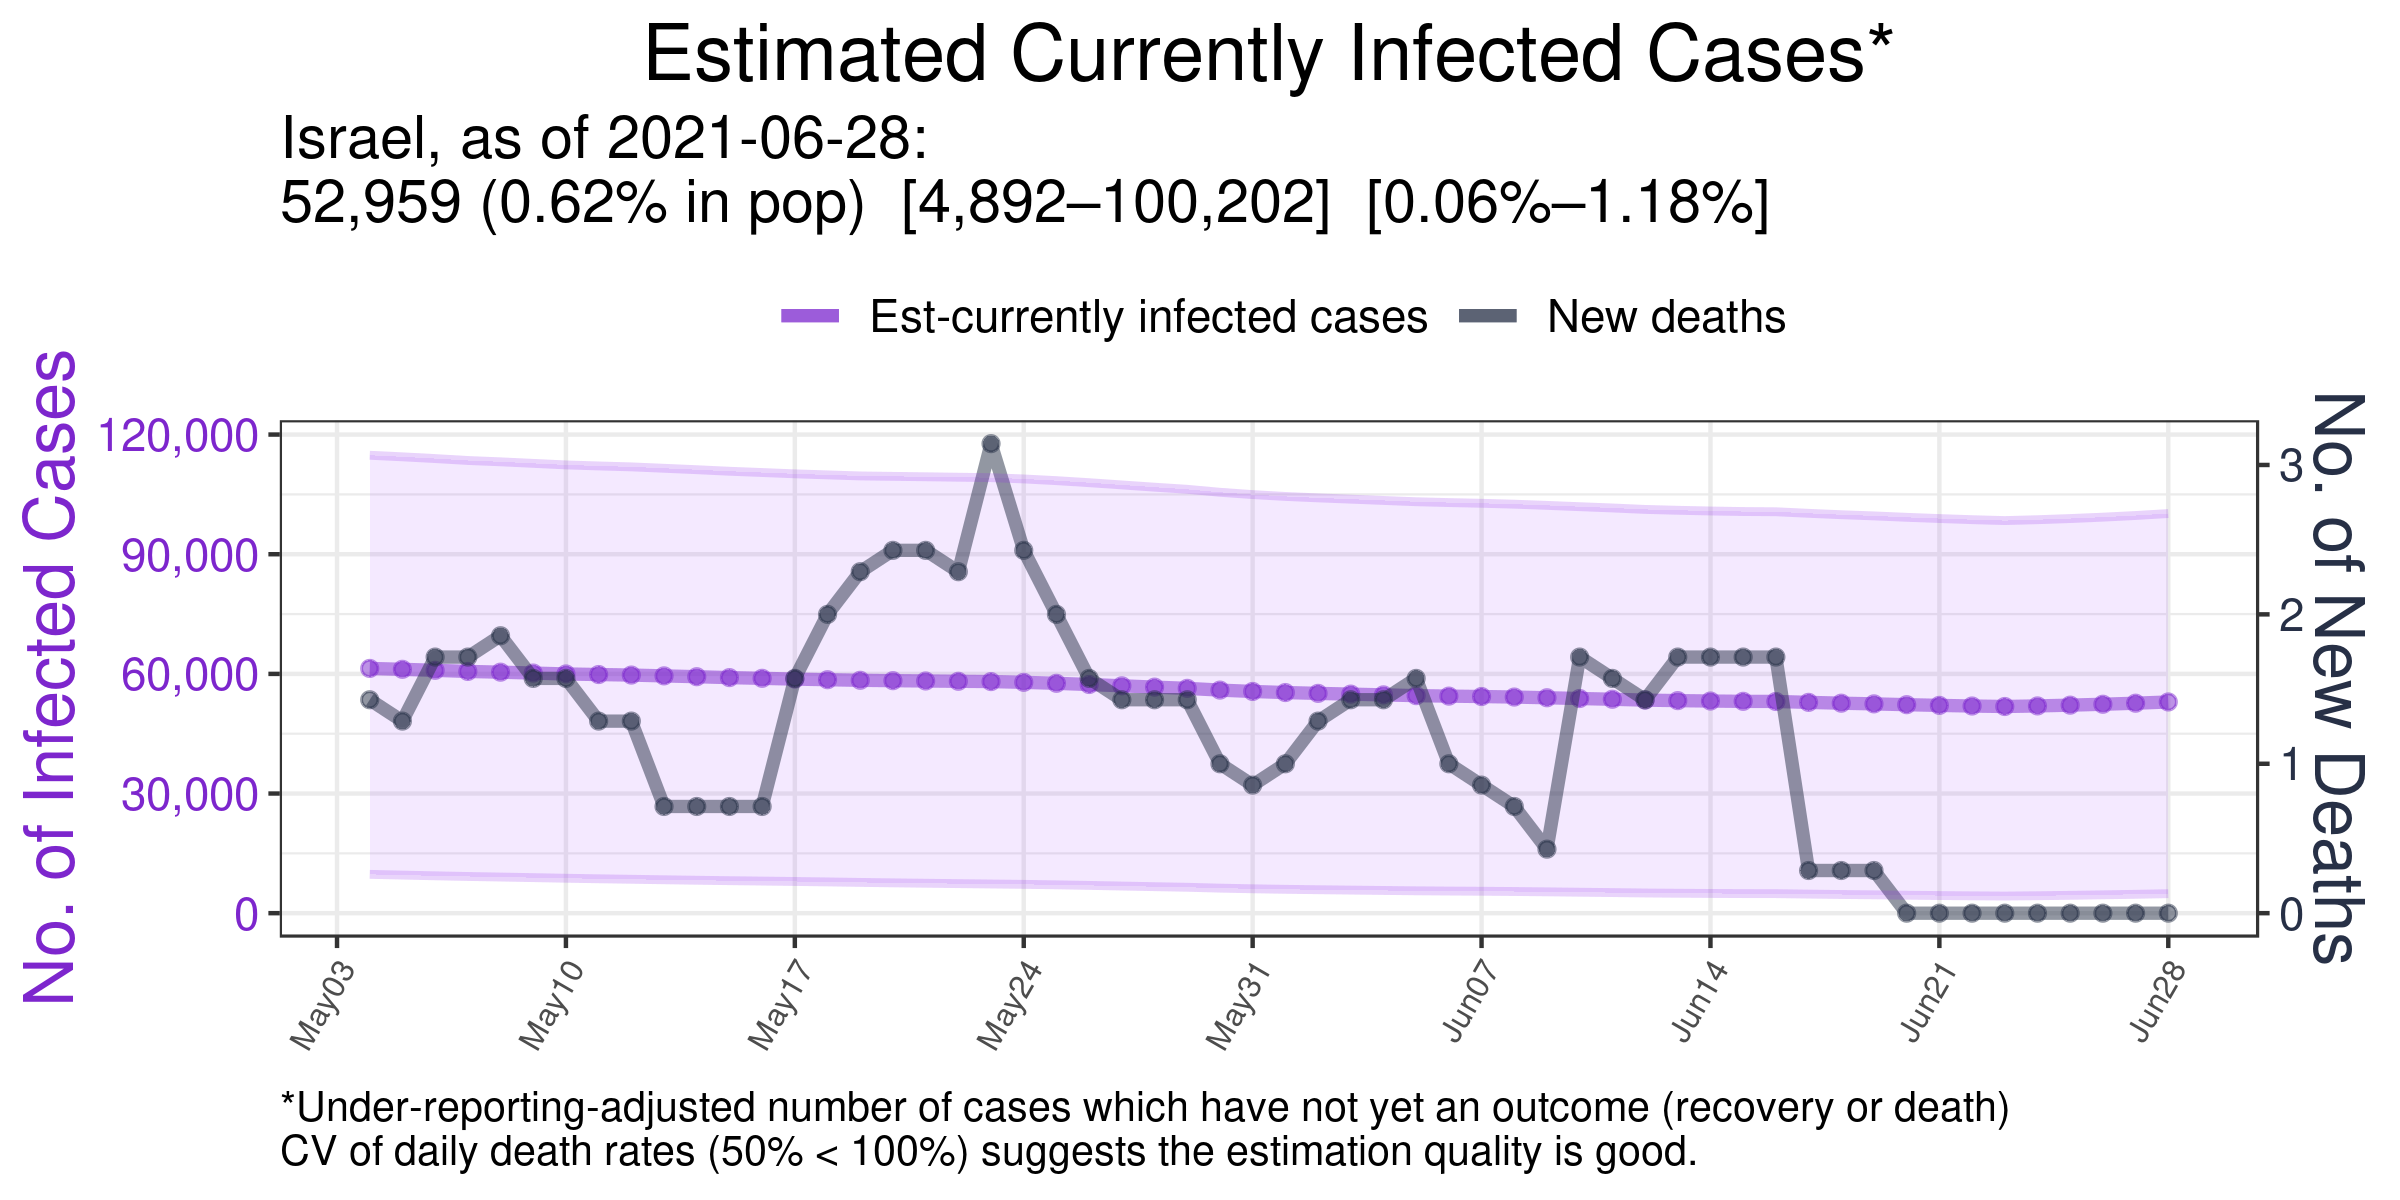 Estimated Currently Infected Cases*
Israel, as of 2021-06-28:
52,959 (0.62% in pop)  [4,892–100,202]  [0.06%–1.18%]
Est-currently infected cases
New deaths
No. of Infected Cases
120,000
90,000
60,000
30,000
0
3
2
1
0
No. of New Deaths
May03
May10
May17
May24
May31
Jun07
Jun14
Jun21
Jun28
*Under-reporting-adjusted number of cases which have not yet an outcome (recovery or death)
CV of daily death rates (50% < 100%) suggests the estimation quality is good.